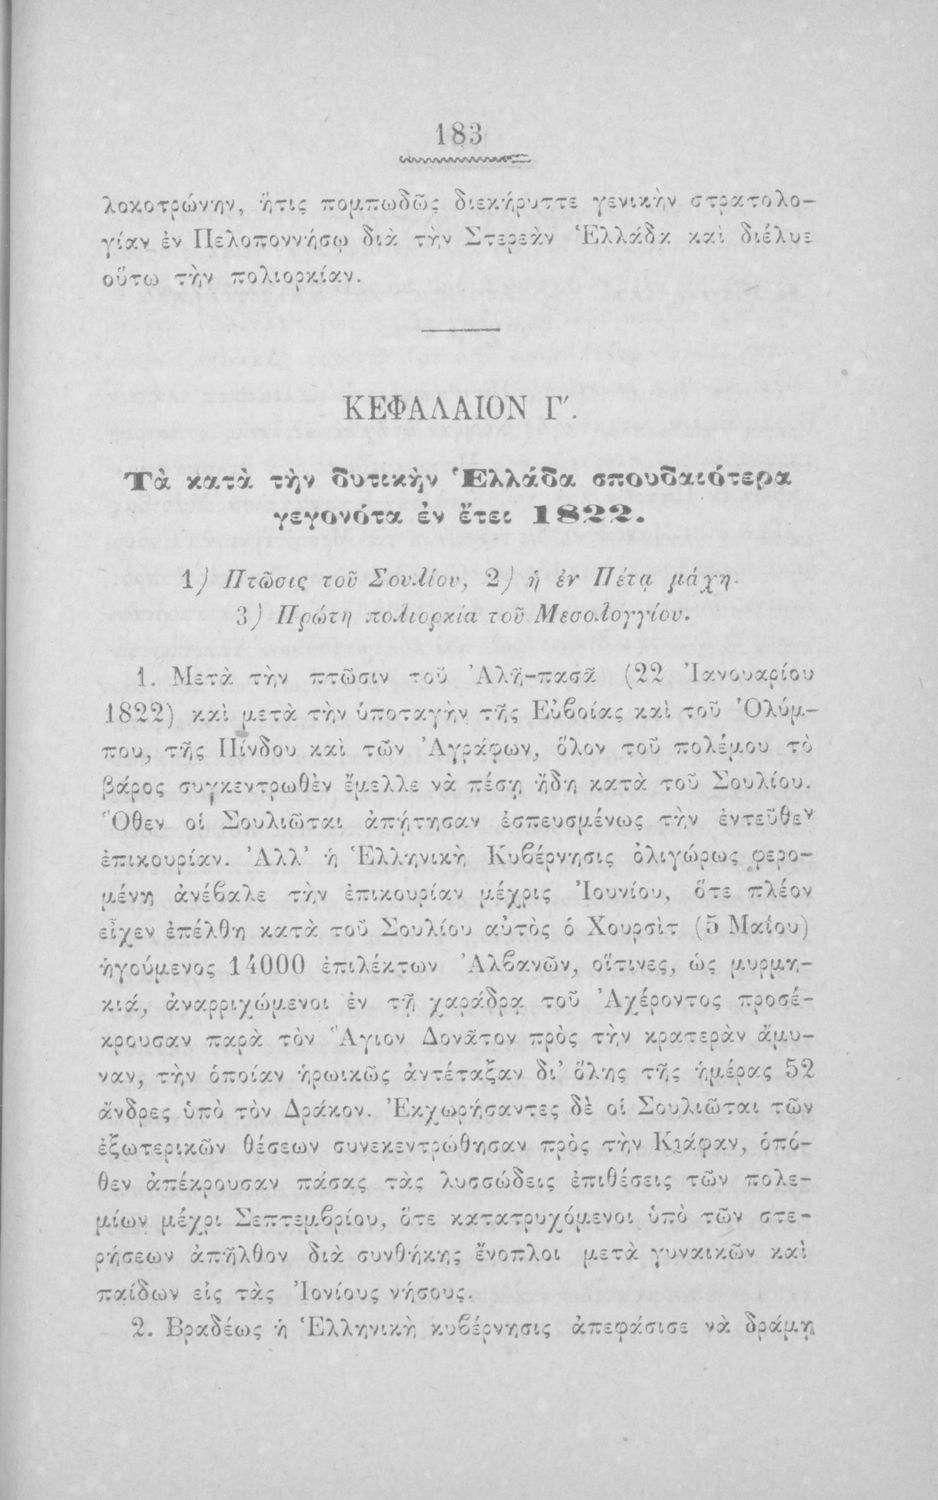 183
λοκοτρώνην, ἥτις πομπωδῶς διεκήρυττε γενικὴν στρατολο-
γίαν ἐν Πελοποννήσῳ διὰ τὴν Στερεὰν Ἑλλάδα καὶ διέλυε
οὕτω τὴν πολιορκίαν.
ΚΕΦΑΛΑΙΟΝ Γ΄.
Τὰ κατὰ τὴν δυτικὴν Ἑλλάδα σπουδαιότερα
γεγονότα ἐν ἔτει 1822.
1) Πτῶσις τοῦ Σουλίου, 2) ἡ ἐν Πέτᾳ μάχη.
3) Πρώτη πολιορκία τοῦ Μεσολογγίου.
1. Μετὰ τὴν πτῶσιν τοῦ Ἀλῆ-πασᾶ (22 Ἰανουαρίου
1822) καὶ μετὰ τὴν ὑποταγὴν τῆς Εὐβοίας καὶ τοῦ Ὀλύμ-
που, τῆς Πίνδου καὶ τῶν Ἀγράφων, ὅλον τοῦ πολέμου τὸ
βάρος συγκεντρωθὲν ἔμελλε νὰ πέσῃ ἤδη κατὰ τοῦ Σουλίου.
Ὅθεν οἱ Σουλιῶται ἀπῄτησαν ἐσπευσμένως τὴν ἐντεῦθεν
ἐπικουρίαν. Ἀλλ' ἡ Ἑλληνικὴ Κυβέρνησις ὀλιγώρως φερο-
μένη ἀνέβαλε τὴν ἐπικουρίαν μέχρις Ἰουνίου, ὅτε πλέον
εἶχεν ἐπέλθῃ κατὰ τοῦ Σουλίου αὐτὸς ὁ Χουρσὶτ (5 Μαΐου)
ἡγούμενος 14000 ἐπιλέκτων Ἀλβανῶν, οἵτινες, ὡς μυρμη-
κιά, ἀναρριχώμενοι ἐν τῇ χαράδρᾳ τοῦ Ἀχέροντος προσέ-
κρουσαν παρὰ τὸν Ἅγιον Δονᾶτον πρὸς τὴν κρατερὰν ἄμυ-
ναν, τὴν ὁποίαν ἡρωικῶς ἀντέταξαν δι' ὅλης τῆς ἡμέρας 52
ἄνδρες ὑπὸ τὸν Δράκον. Ἐκχωρήσαντες δὲ οἱ Σουλιῶται τῶν
ἐξωτερικῶν θέσεων συνεκεντρώθησαν πρὸς τὴν Κιάφαν, ὁπό-
θεν ἀπέκρουσαν πάσας τὰς λυσσώδεις ἐπιθέσεις τῶν πολε-
μίων μέχρι Σεπτεμβρίου, ὅτε κατατρυχόμενοι ὑπὸ τῶν στε-
ρήσεων ἀπῆλθον διὰ συνθήκης ἔνοπλοι μετὰ γυναικῶν καὶ
παίδων εἰς τὰς Ἰονίους νήσους.
2. Βραδέως ἡ Ἑλληνικὴ κυβέρνησις ἀπεφάσισε νὰ δράμῃ